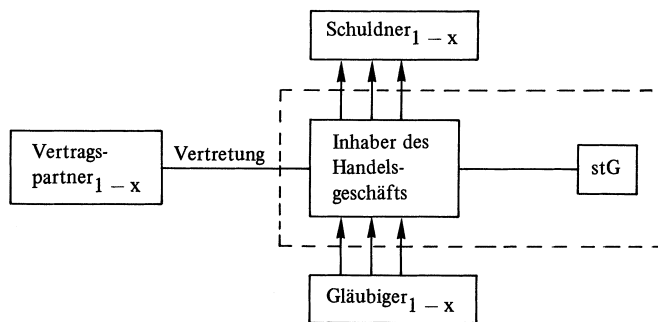 Schuldner1 – x
Vertrags-
partner1 – x
Vertretung
Inhaber des
Handels-
geschäfts
stG
Gläubiger1 – x